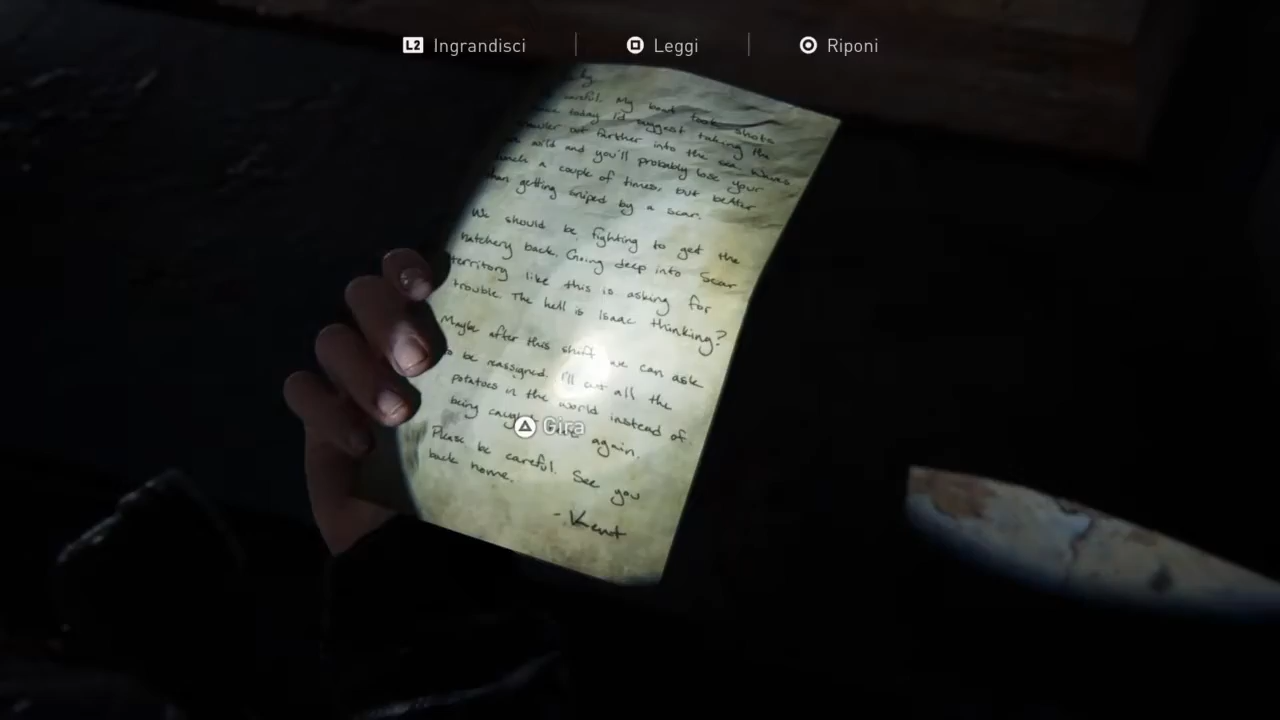 L2 Ingrandisci
Leggi
Riponi
My boat took shots
today I'd suggest taking the
out farther into the sea. Waves
wild and you'll probably lose your
lunch a couple of times, but better
than getting sniped by a scar.
We should be fighting to get the
hatchery back. Going deep into Scar
territory like this is asking for
trouble. The hell is Isaac thinking?
Maybe after this shift we can ask
to be reassigned. I'll cut all the
potatoes in the world instead of
being caught again.
Gira
Please be careful. See you
back home.
- Kent